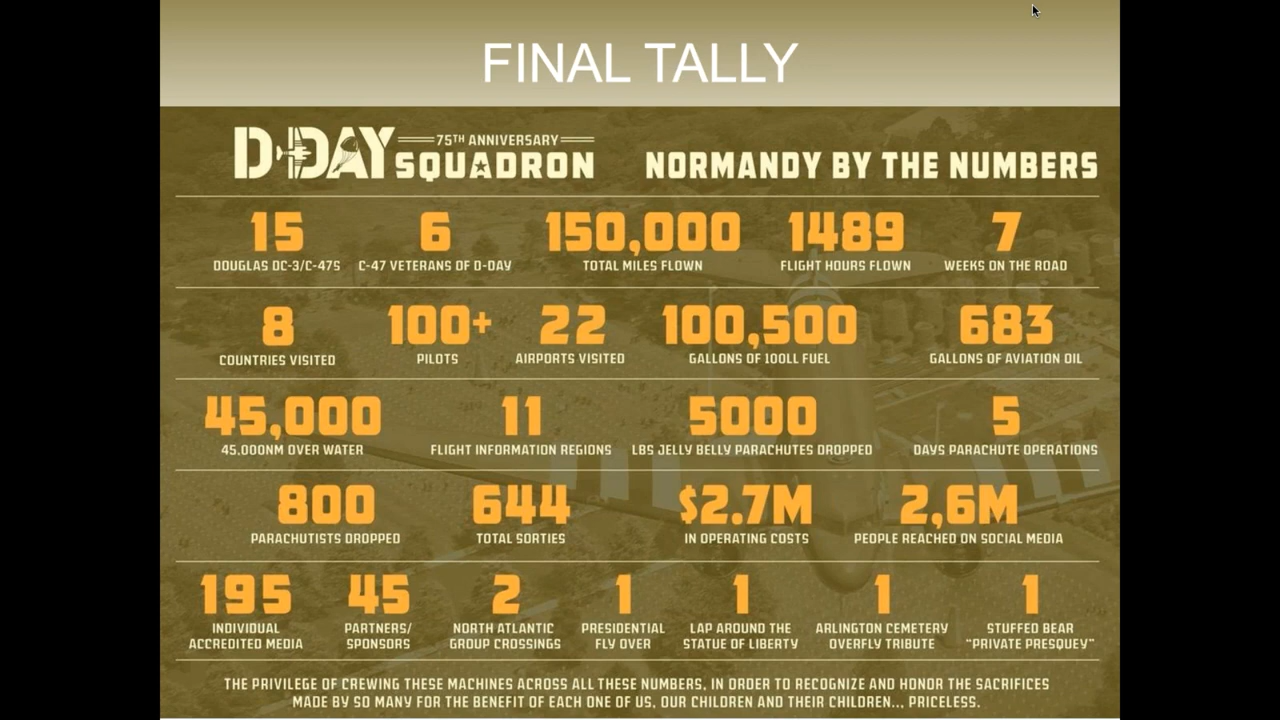 FINAL TALLY
D-DAY 75TH ANNIVERSARY SQUADRON NORMANDY BY THE NUMBERS
15 6 150,000 1489 7
DOUGLAS DC-3/C-47S C-47 VETERANS OF D-DAY TOTAL MILES FLOWN FLIGHT HOURS FLOWN WEEKS ON THE ROAD
8 100+ 22 100,500 683
COUNTRIES VISITED PILOTS AIRPORTS VISITED GALLONS OF 100LL FUEL GALLONS OF AVIATION OIL
45,000 11 5000 5
45,000NM OVER WATER FLIGHT INFORMATION REGIONS LBS JELLY BELLY PARACHUTES DROPPED DAYS PARACHUTE OPERATIONS
800 644 $2.7M 2,6M
PARACHUTISTS DROPPED TOTAL SORTIES IN OPERATING COSTS PEOPLE REACHED ON SOCIAL MEDIA
195 45 2 1 1 1 1
INDIVIDUAL PARTNERS/ NORTH ATLANTIC PRESIDENTIAL LAP AROUND THE ARLINGTON CEMETERY STUFFED BEAR
ACCREDITED MEDIA SPONSORS GROUP CROSSINGS FLY OVER STATUE OF LIBERTY OVERFLY TRIBUTE "PRIVATE PRESQUEY"
THE PRIVILEGE OF CREWING THESE MACHINES ACROSS ALL THESE NUMBERS, IN ORDER TO RECOGNIZE AND HONOR THE SACRIFICES
MADE BY SO MANY FOR THE BENEFIT OF EACH ONE OF US, OUR CHILDREN AND THEIR CHILDREN... PRICELESS.